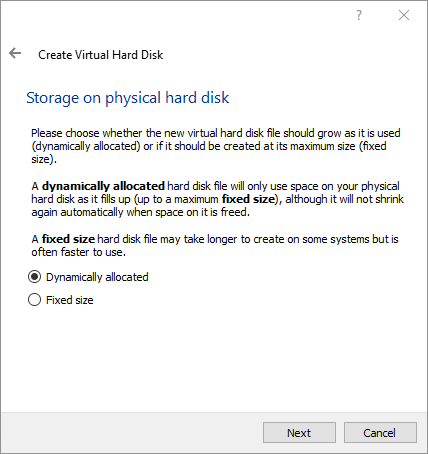 ?
Create Virtual Hard Disk
Storage on physical hard disk
Please choose whether the new virtual hard disk file should grow as it is used
(dynamically allocated) or if it should be created at its maximum size (fixed
size).
A dynamically allocated hard disk file will only use space on your physical
hard disk as it fills up (up to a maximum fixed size), although it will not shrink
again automatically when space on it is freed.
A fixed size hard disk file may take longer to create on some systems but is
often faster to use.
Dynamically allocated
Fixed size
Next Cancel